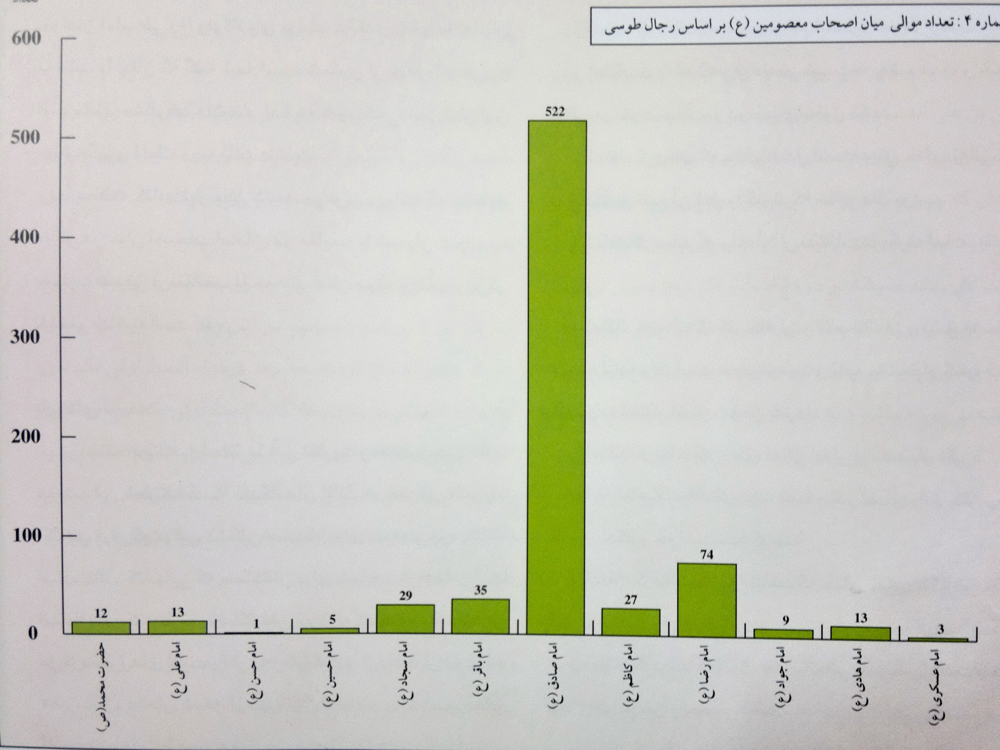 ماره ۴ : تعداد موالی میان اصحاب معصومین (ع) بر اساس رجال طوسی
600
500
400
300
200
100
0
12
13
1
5
29
35
522
27
74
9
13
3
حضرت محمد(ص)
امام علی (ع)
امام حسن (ع)
امام حسین (ع)
امام سجاد (ع)
امام باقر (ع)
امام صادق (ع)
امام کاظم (ع)
امام رضا (ع)
امام جواد (ع)
امام هادی (ع)
امام عسکری (ع)